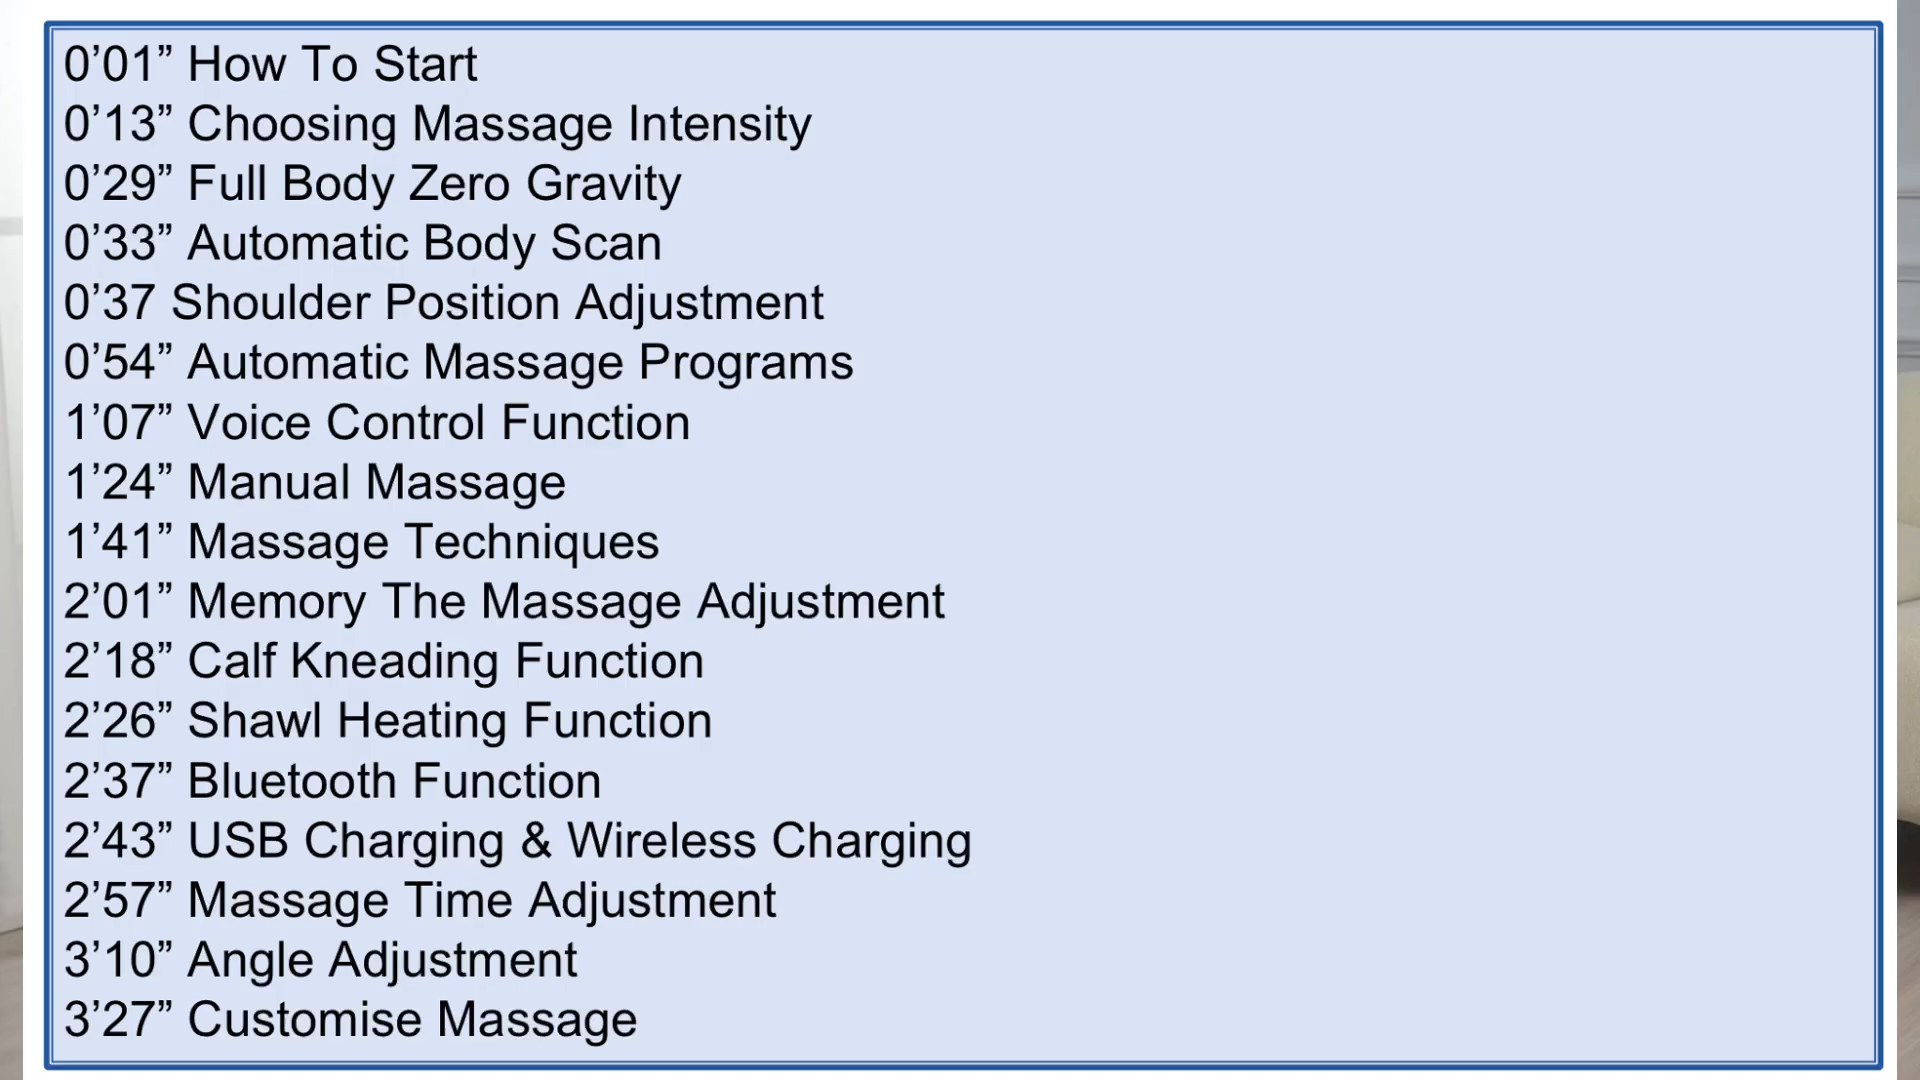 0’01” How To Start
0’13” Choosing Massage Intensity
0’29” Full Body Zero Gravity
0’33” Automatic Body Scan
0’37 Shoulder Position Adjustment
0’54” Automatic Massage Programs
1’07” Voice Control Function
1’24” Manual Massage
1’41” Massage Techniques
2’01” Memory The Massage Adjustment
2’18” Calf Kneading Function
2’26” Shawl Heating Function
2’37” Bluetooth Function
2’43” USB Charging & Wireless Charging
2’57” Massage Time Adjustment
3’10” Angle Adjustment
3’27” Customise Massage